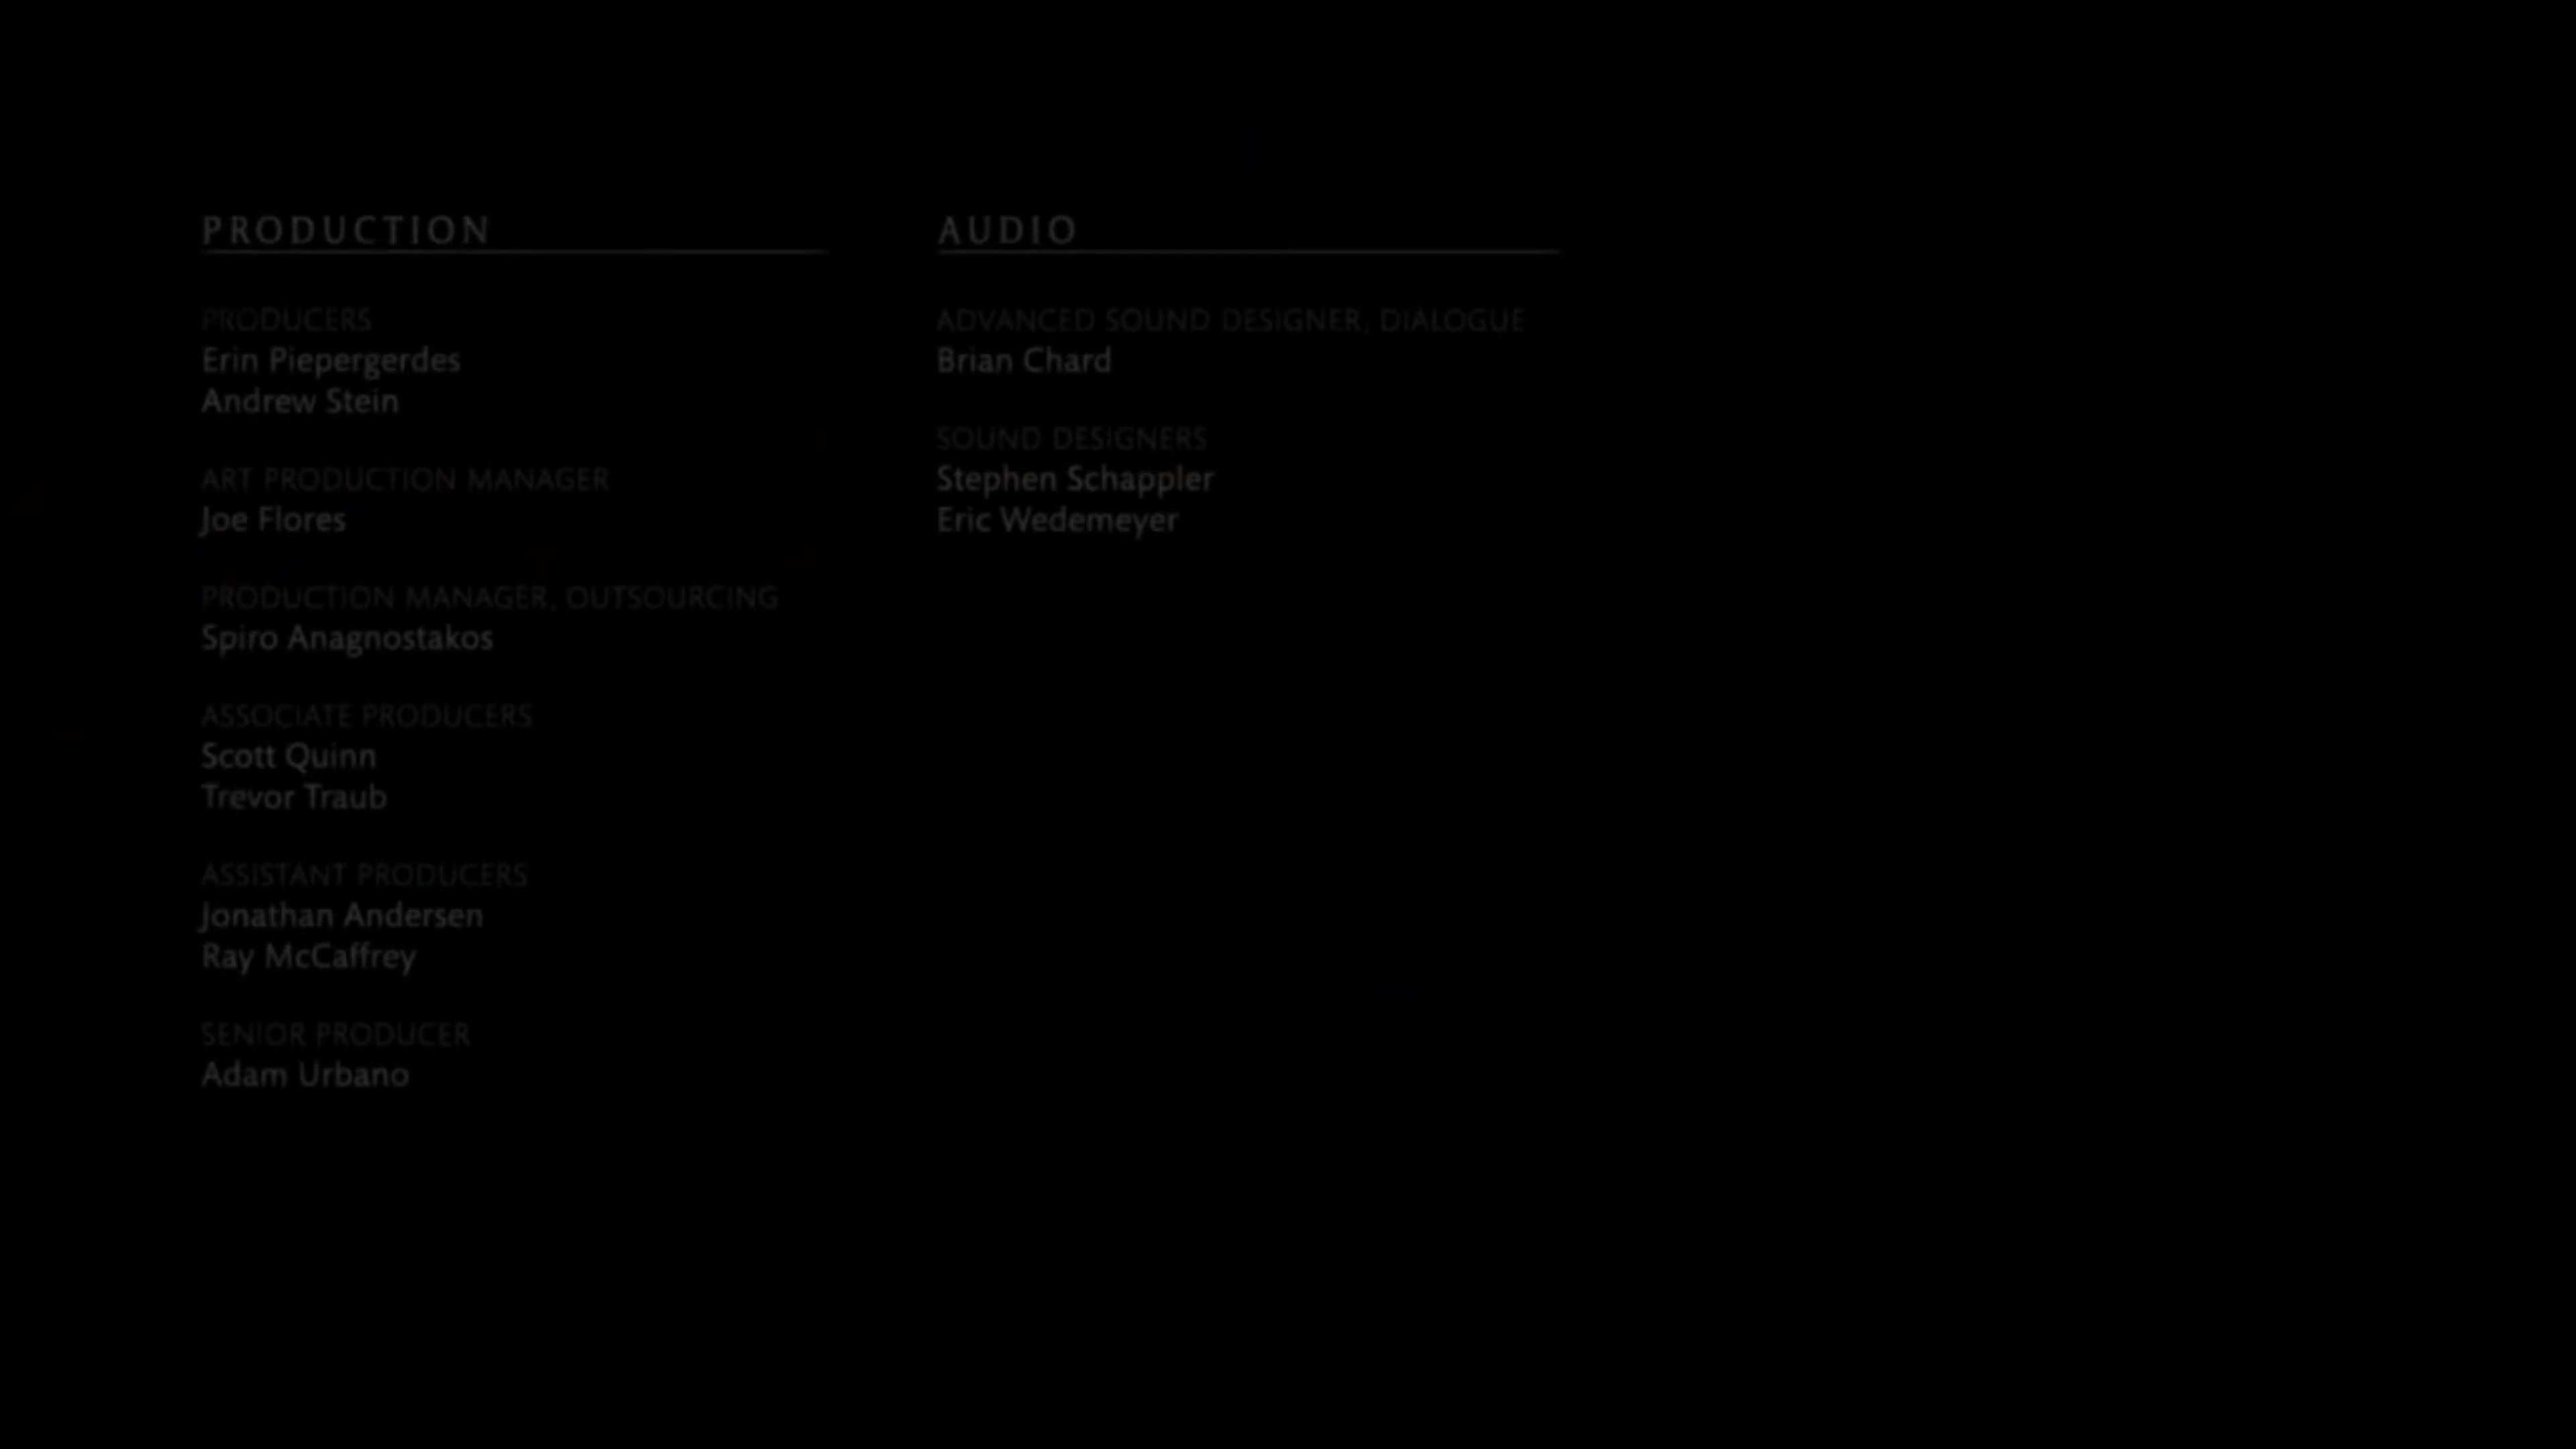 PRODUCTION
PRODUCERS
Erin Piepergerdes
Andrew Stein
ART PRODUCTION MANAGER
Joe Flores
PRODUCTION MANAGER, OUTSOURCING
Spiro Anagnostakos
ASSOCIATE PRODUCERS
Scott Quinn
Trevor Traub
ASSISTANT PRODUCERS
Jonathan Andersen
Ray McCaffrey
SENIOR PRODUCER
Adam Urbano
AUDIO
ADVANCED SOUND DESIGNER, DIALOGUE
Brian Chard
SOUND DESIGNERS
Stephen Schappler
Eric Wedemeyer